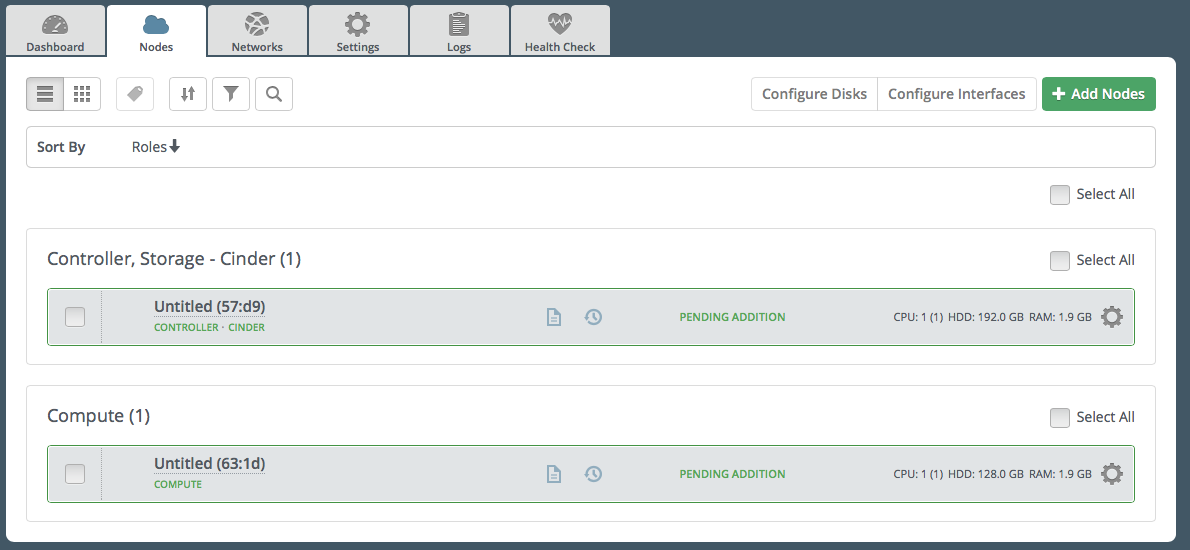 Dashboard
Nodes
Networks
Settings
Logs
Health Check
Configure Disks
Configure Interfaces
Add Nodes
Sort By
Roles
Select All
Controller, Storage - Cinder (1)
Select All
Untitled (57:d9)
CONTROLLER · CINDER
PENDING ADDITION
CPU: 1 (1) HDD: 192.0 GB RAM: 1.9 GB
Compute (1)
Select All
Untitled (63:1d)
COMPUTE
PENDING ADDITION
CPU: 1 (1) HDD: 128.0 GB RAM: 1.9 GB